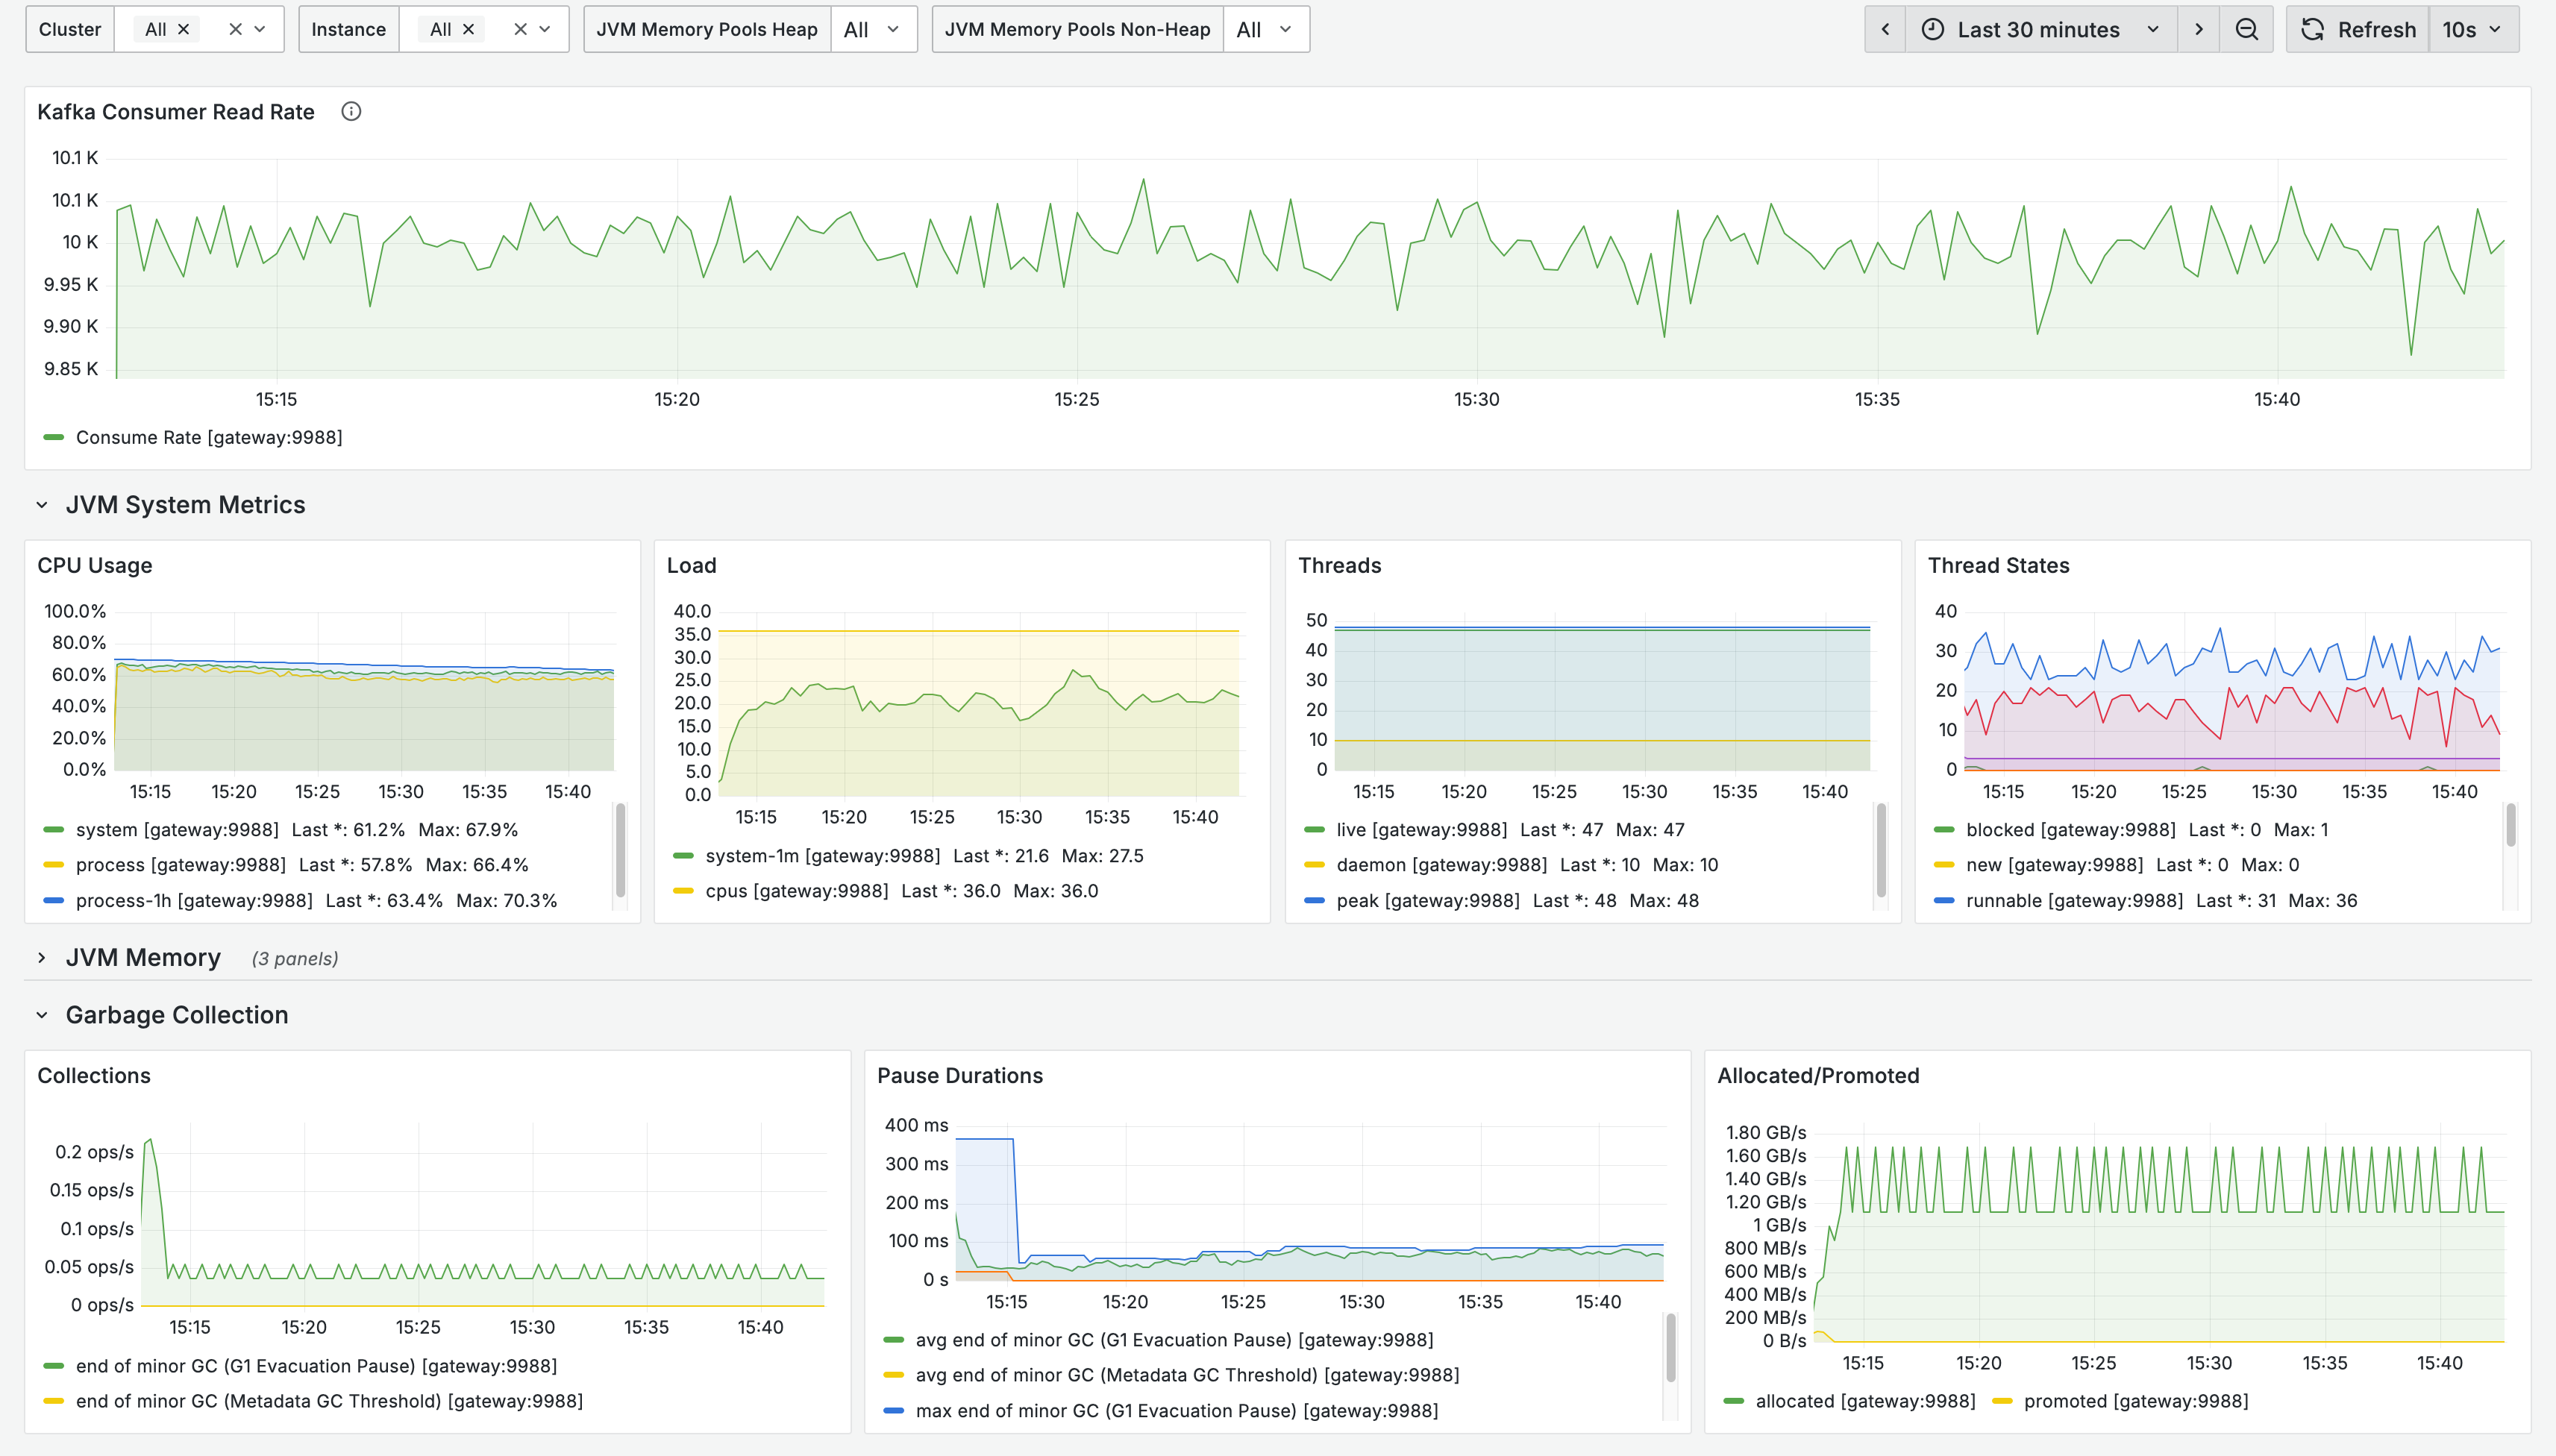 Cluster All Instance All JVM Memory Pools Heap All JVM Memory Pools Non-Heap All Last 30 minutes Refresh 10s
Kafka Consumer Read Rate
10.1 K
10.1 K
10 K
9.95 K
9.90 K
9.85 K
15:15 15:20 15:25 15:30 15:35 15:40
Consume Rate [gateway:9988]
JVM System Metrics
CPU Usage
100.0%
80.0%
60.0%
40.0%
20.0%
0.0%
15:15 15:20 15:25 15:30 15:35 15:40
system [gateway:9988] Last *: 61.2% Max: 67.9%
process [gateway:9988] Last *: 57.8% Max: 66.4%
process-1h [gateway:9988] Last *: 63.4% Max: 70.3%
Load
40.0
35.0
30.0
25.0
20.0
15.0
10.0
5.0
0.0
15:15 15:20 15:25 15:30 15:35 15:40
system-1m [gateway:9988] Last *: 21.6 Max: 27.5
cpus [gateway:9988] Last *: 36.0 Max: 36.0
Threads
50
40
30
20
10
0
15:15 15:20 15:25 15:30 15:35 15:40
live [gateway:9988] Last *: 47 Max: 47
daemon [gateway:9988] Last *: 10 Max: 10
peak [gateway:9988] Last *: 48 Max: 48
Thread States
40
30
20
10
0
15:15 15:20 15:25 15:30 15:35 15:40
blocked [gateway:9988] Last *: 0 Max: 1
new [gateway:9988] Last *: 0 Max: 0
runnable [gateway:9988] Last *: 31 Max: 36
JVM Memory (3 panels)
Garbage Collection
Collections
0.2 ops/s
0.15 ops/s
0.1 ops/s
0.05 ops/s
0 ops/s
15:15 15:20 15:25 15:30 15:35 15:40
end of minor GC (G1 Evacuation Pause) [gateway:9988]
end of minor GC (Metadata GC Threshold) [gateway:9988]
Pause Durations
400 ms
300 ms
200 ms
100 ms
0 s
15:15 15:20 15:25 15:30 15:35 15:40
avg end of minor GC (G1 Evacuation Pause) [gateway:9988]
avg end of minor GC (Metadata GC Threshold) [gateway:9988]
max end of minor GC (G1 Evacuation Pause) [gateway:9988]
Allocated/Promoted
1.80 GB/s
1.60 GB/s
1.40 GB/s
1.20 GB/s
1 GB/s
800 MB/s
600 MB/s
400 MB/s
200 MB/s
0 B/s
15:15 15:20 15:25 15:30 15:35 15:40
allocated [gateway:9988] promoted [gateway:9988]